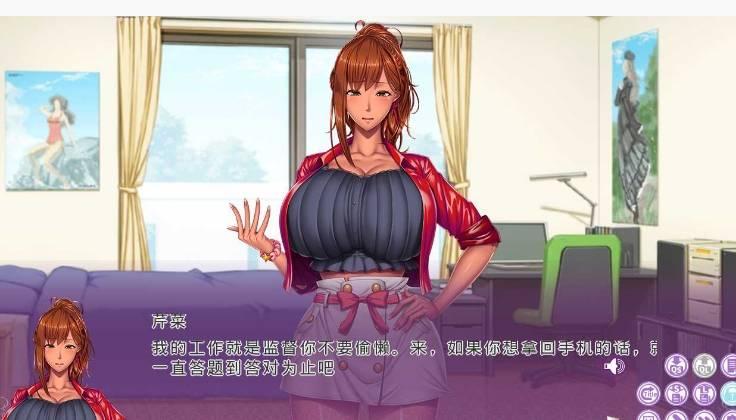 芹菜
我的工作就是监督你不要偷懒。来，如果你想拿回手机的话，就
一直答题到答对为止吧